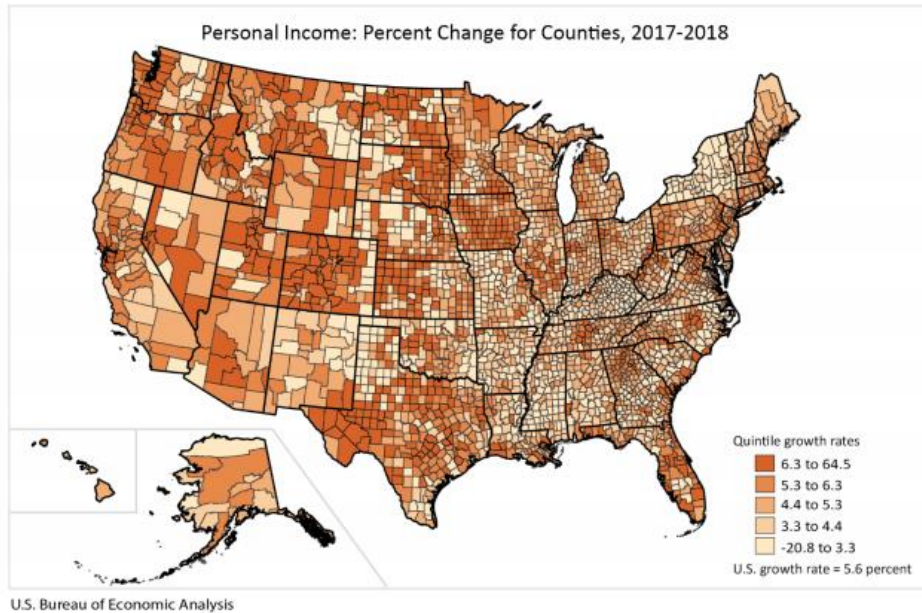 Personal Income: Percent Change for Counties, 2017-2018
Quintile growth rates
6.3 to 64.5
5.3 to 6.3
4.4 to 5.3
3.3 to 4.4
-20.8 to 3.3
U.S. growth rate = 5.6 percent
U.S. Bureau of Economic Analysis